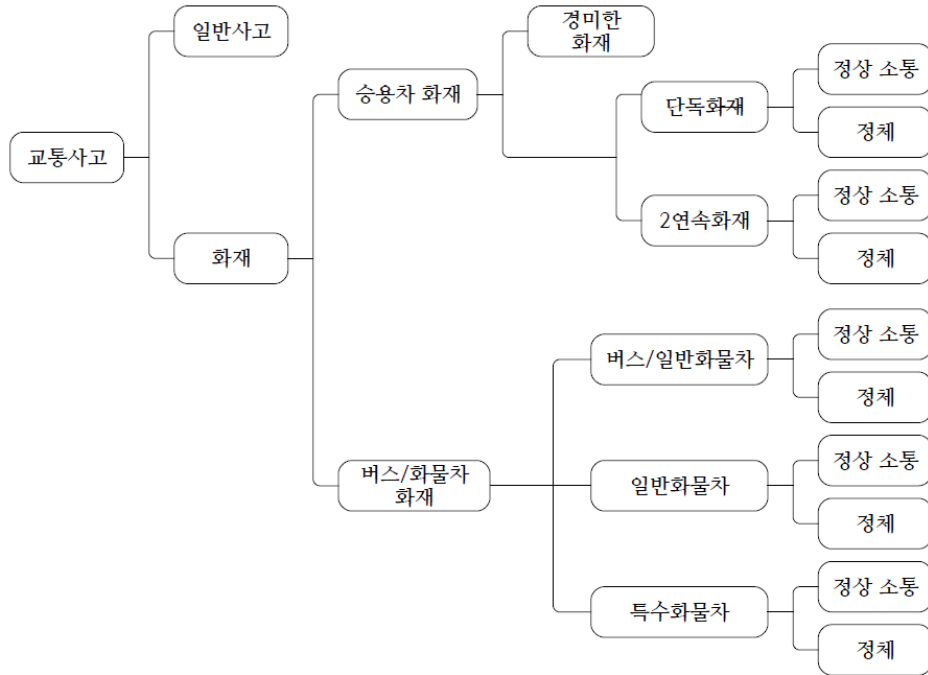 일반사고
경미한
화재
정상 소통
승용차 화재
단독화재
정체
교통사고
정상 소통
2연속화재
화재
정체
정상 소통
버스/일반화물차
정체
정상 소통
버스/화물차
화재
일반화물차
정체
정상 소통
특수화물차
정체